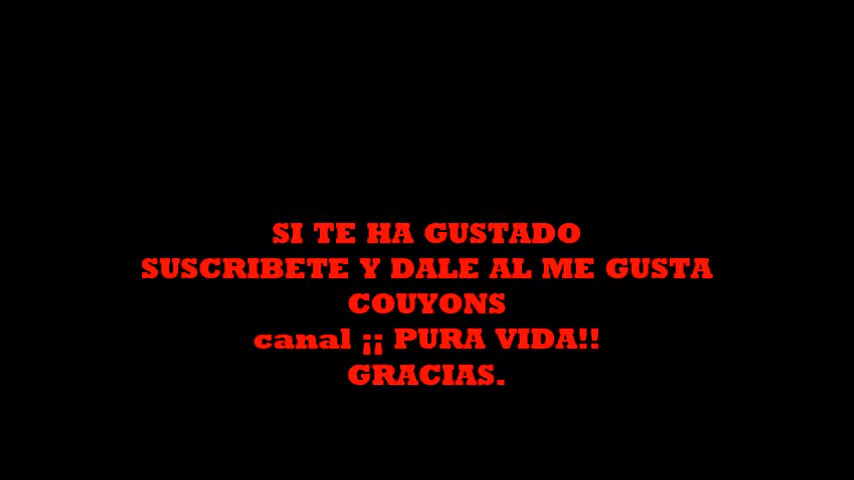 SI TE HA GUSTADO
SUSCRIBETE Y DALE AL ME GUSTA
COUYONS
canal ¡¡ PURA VIDA!!
GRACIAS.